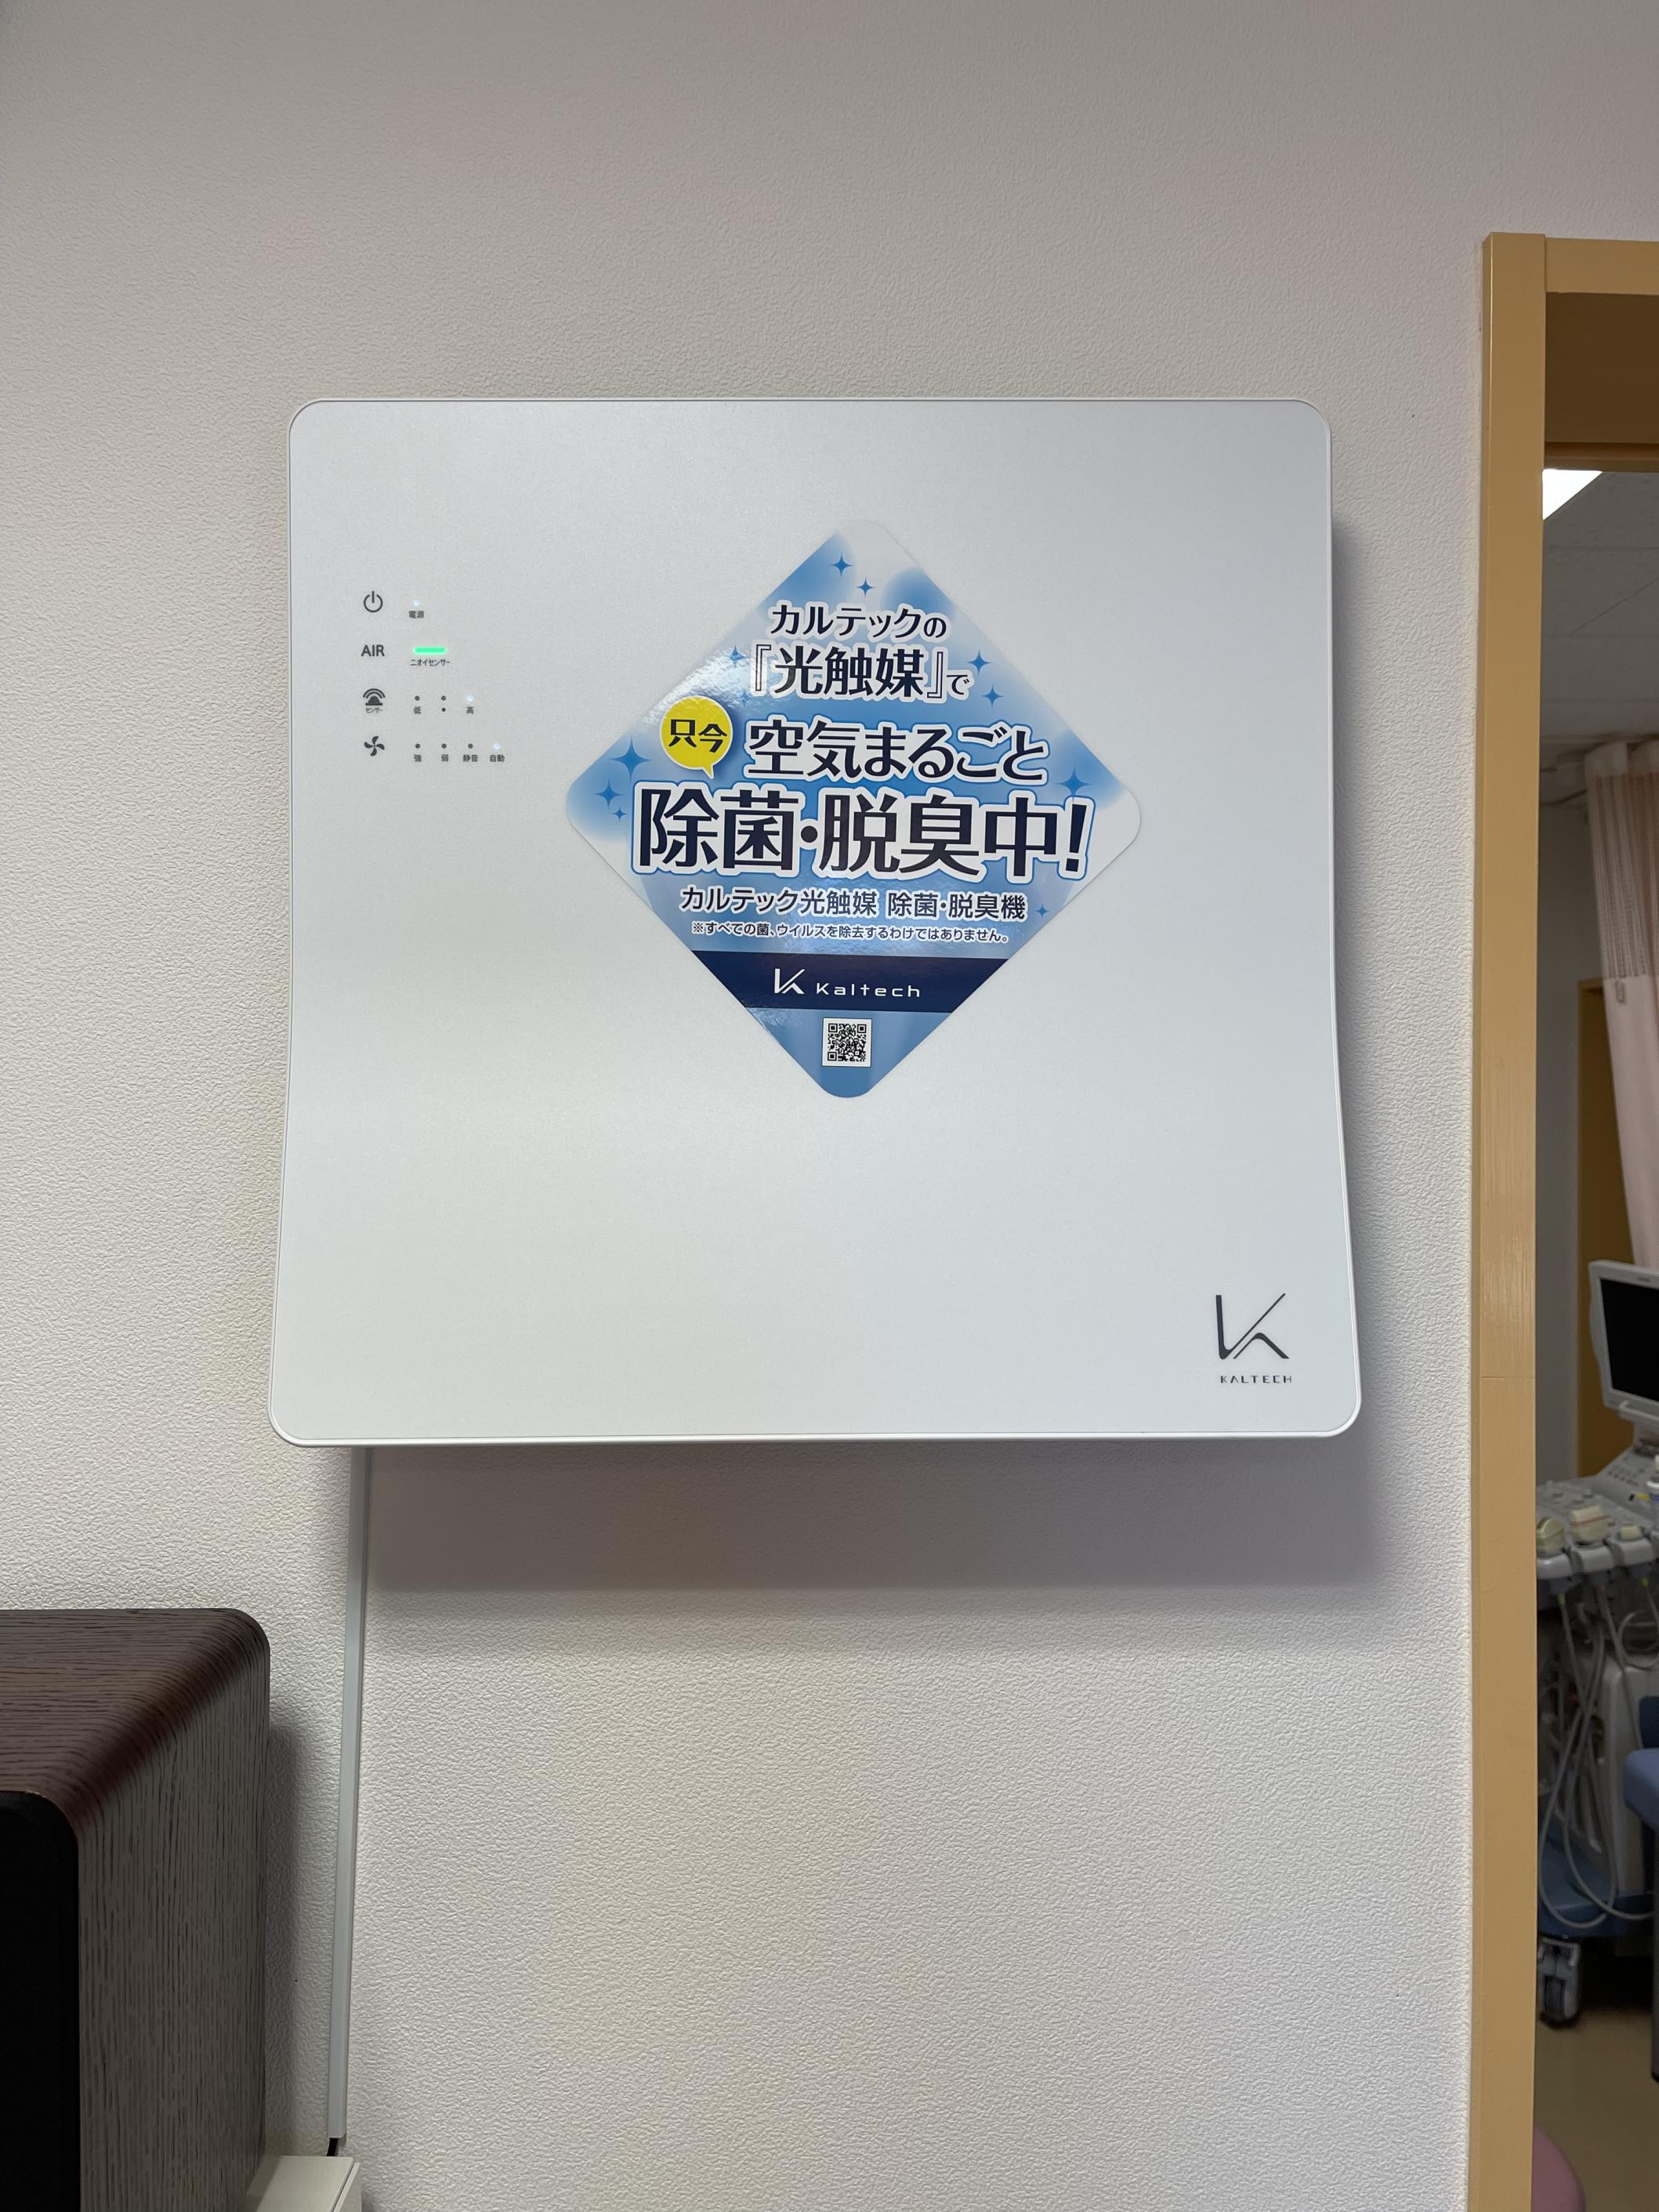 電源
AIR
ニオイセンサー
センサー
低 高
強 弱 静音 自動
カルテックの
『光触媒』で
只今
空気まるごと
除菌・脱臭中!
カルテック光触媒 除菌・脱臭機
※すべての菌、ウイルスを除去するわけではありません。
Kaltech
KALTECH